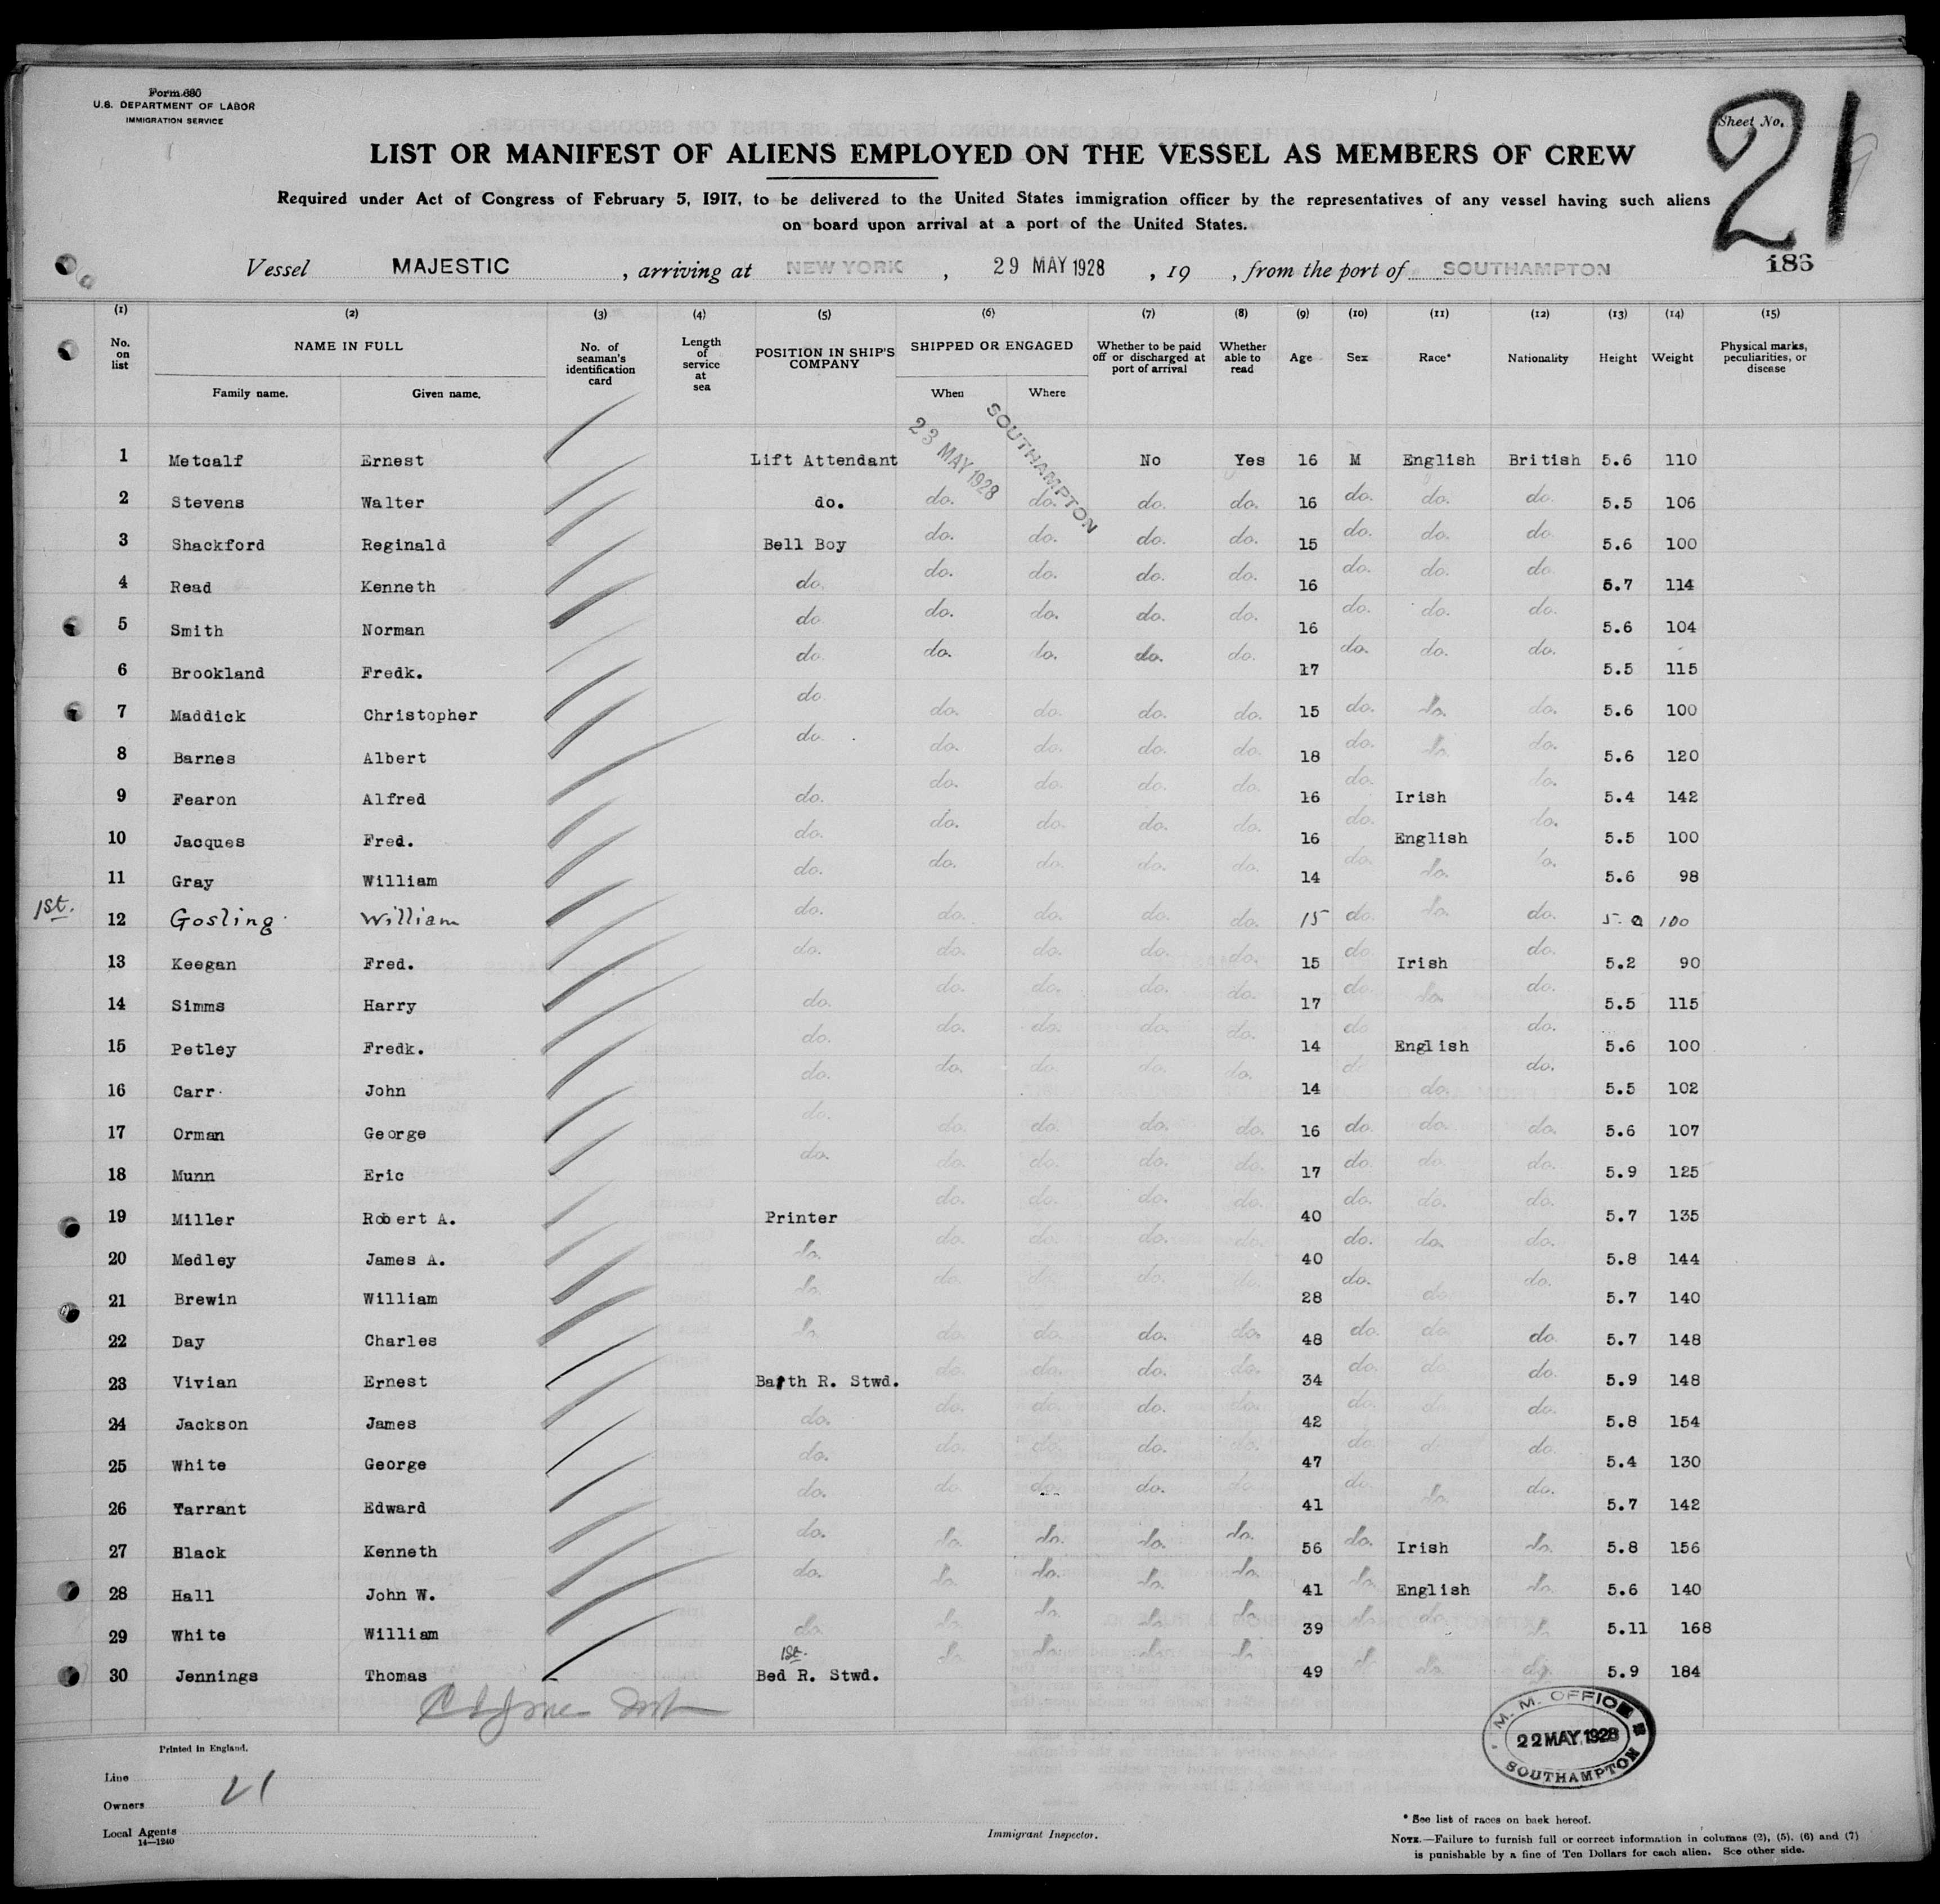 Form 680
U.S. DEPARTMENT OF LABOR
IMMIGRATION SERVICE
Sheet No.
21
LIST OR MANIFEST OF ALIENS EMPLOYED ON THE VESSEL AS MEMBERS OF CREW
Required under Act of Congress of February 5, 1917, to be delivered to the United States immigration officer by the representatives of any vessel having such aliens
on board upon arrival at a port of the United States.
Vessel MAJESTIC, arriving at NEW YORK, 29 MAY 1928, 19 , from the port of SOUTHAMPTON
186
(1) (2) (3) (4) (5) (6) (7) (8) (9) (10) (11) (12) (13) (14) (15)
No. on list NAME IN FULL No. of seaman's identification card Length of service at sea POSITION IN SHIP'S COMPANY SHIPPED OR ENGAGED Whether to be paid off or discharged at port of arrival Whether able to read Age Sex Race* Nationality Height Weight Physical marks, peculiarities, or disease
Family name. Given name. When Where
23 MAY 1928 SOUTHAMPTON
1 Metcalf Ernest Lift Attendant No Yes 16 M English British 5.6 110
2 Stevens Walter do. do. do. do. do. 16 do. do. do. 5.5 106
3 Shackford Reginald Bell Boy do. do. do. do. 15 do. do. do. 5.6 100
4 Read Kenneth do. do. do. do. do. 16 do. do. do. 5.7 114
5 Smith Norman do. do. do. do. do. 16 do. do. do. 5.6 104
6 Brookland Fredk. do. do. do. do. do. 17 do. do. do. 5.5 115
7 Maddick Christopher do. do. do. do. do. 15 do. do. do. 5.6 100
8 Barnes Albert do. do. do. do. do. 18 do. do. do. 5.6 120
9 Fearon Alfred do. do. do. do. do. 16 do. Irish do. 5.4 142
10 Jacques Fred. do. do. do. do. do. 16 do. English do. 5.5 100
11 Gray William do. do. do. do. do. 14 do. do. do. 5.6 98
1st. 12 Gosling William do. do. do. do. do. 15 do. do. do. 5. 100
13 Keegan Fred. do. do. do. do. do. 15 do. Irish do. 5.2 90
14 Simms Harry do. do. do. do. do. 17 do. do. do. 5.5 115
15 Petley Fredk. do. do. do. do. do. 14 do. English do. 5.6 100
16 Carr John do. do. do. do. do. 14 do. do. do. 5.5 102
17 Orman George do. do. do. do. do. 16 do. do. do. 5.6 107
18 Munn Eric do. do. do. do. do. 17 do. do. do. 5.9 125
19 Miller Robert A. Printer do. do. do. do. 40 do. do. do. 5.7 135
20 Medley James A. do. do. do. do. do. 40 do. do. do. 5.8 144
21 Brewin William do. do. do. do. do. 28 do. do. do. 5.7 140
22 Day Charles do. do. do. do. do. 48 do. do. do. 5.7 148
23 Vivian Ernest Bath R. Stwd. do. do. do. do. 34 do. do. do. 5.9 148
24 Jackson James do. do. do. do. do. 42 do. do. do. 5.8 154
25 White George do. do. do. do. do. 47 do. do. do. 5.4 130
26 Tarrant Edward do. do. do. do. do. 41 do. do. do. 5.7 142
27 Black Kenneth do. do. do. do. do. 56 do. Irish do. 5.8 156
28 Hall John W. do. do. do. do. do. 41 do. English do. 5.6 140
29 White William do. do. do. do. do. 39 do. do. do. 5.11 168
30 Jennings Thomas 1st. Bed R. Stwd. do. do. do. do. 49 do. do. do. 5.9 184
I. M. M. OFFICE
22 MAY 1928
SOUTHAMPTON
Printed in England.
Line
21
Owners
Local Agents
14—1240
Immigrant Inspector.
* See list of races on back hereof.
NOTE.—Failure to furnish full or correct information in columns (2), (5), (6) and (7)
is punishable by a fine of Ten Dollars for each alien. See other side.